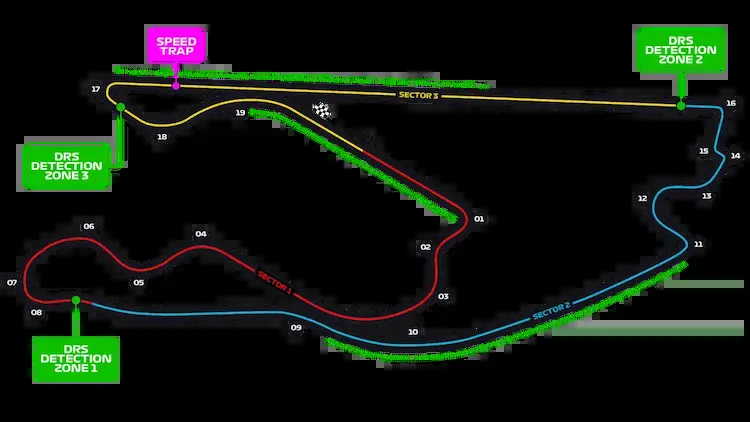 SPEED
TRAP
DRS
DETECTION
ZONE 2
17
SECTOR 3
16
19
18
15
14
DRS
DETECTION
ZONE 3
12
13
01
06
04
02
11
07
05
SECTOR 1
03
08
SECTOR 2
09
10
DRS
DETECTION
ZONE 1